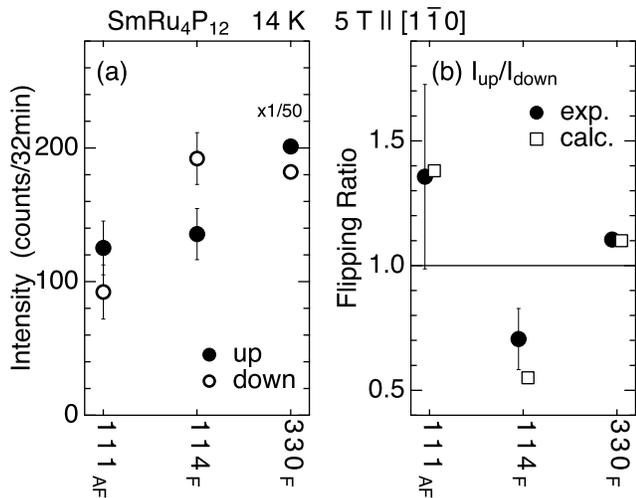 SmRu₄P₁₂ 14 K 5 T || [1 1̄ 0]
(a)
x1/50
200
100
0
Intensity (counts/32min)
up
down
1 1 1 AF
1 1 4 F
3 3 0 F
(b) Iup/Idown
exp.
calc.
1.5
1.0
0.5
Flipping Ratio
1 1 1 AF
1 1 4 F
3 3 0 F